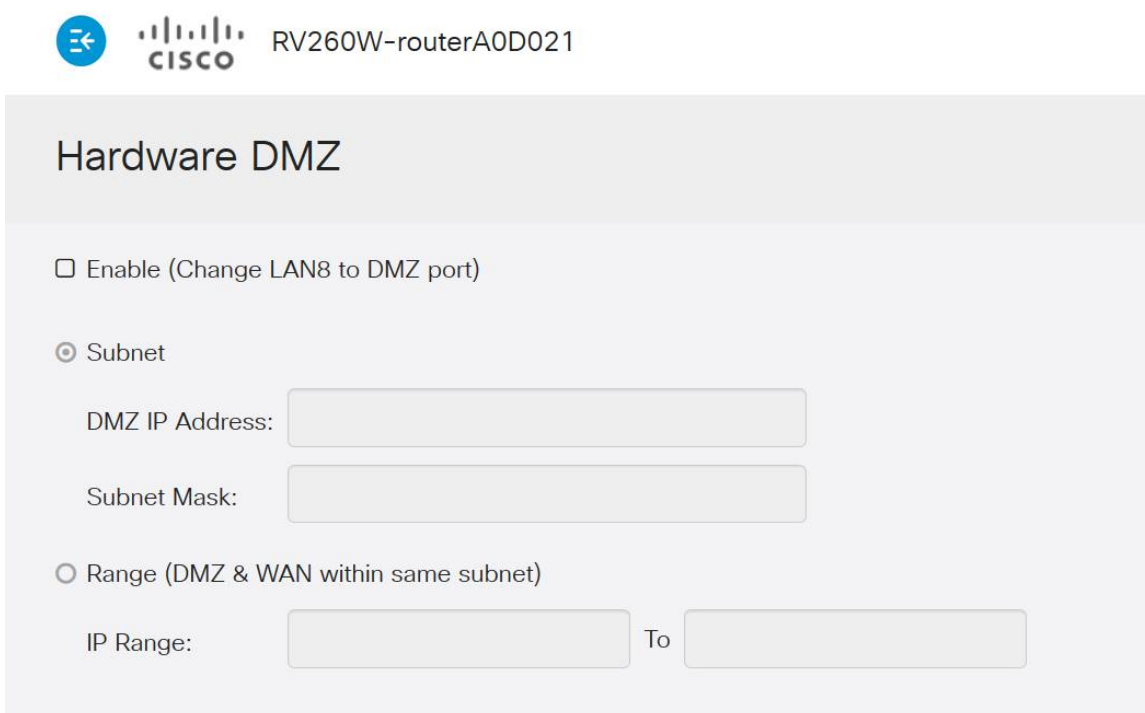 CISCO RV260W-routerA0D021
Hardware DMZ
Enable (Change LAN8 to DMZ port)
Subnet
DMZ IP Address:
Subnet Mask:
Range (DMZ & WAN within same subnet)
IP Range: To